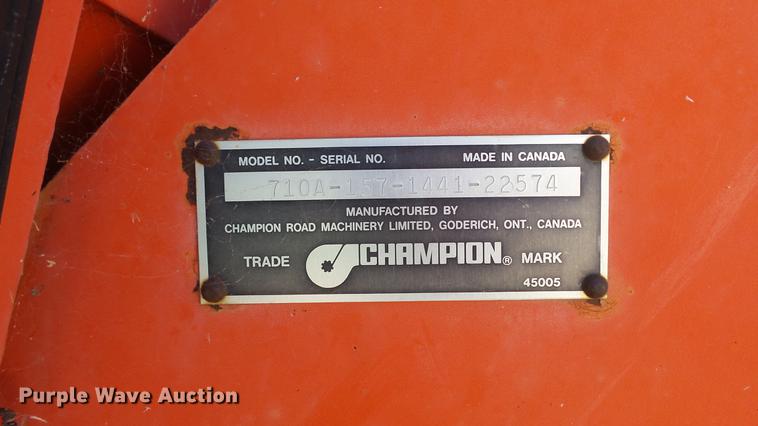 MODEL NO. - SERIAL NO. MADE IN CANADA
710A-157-1441-22574
MANUFACTURED BY
CHAMPION ROAD MACHINERY LIMITED, GODERICH, ONT., CANADA
TRADE CHAMPION® MARK
45005
Purple Wave Auction